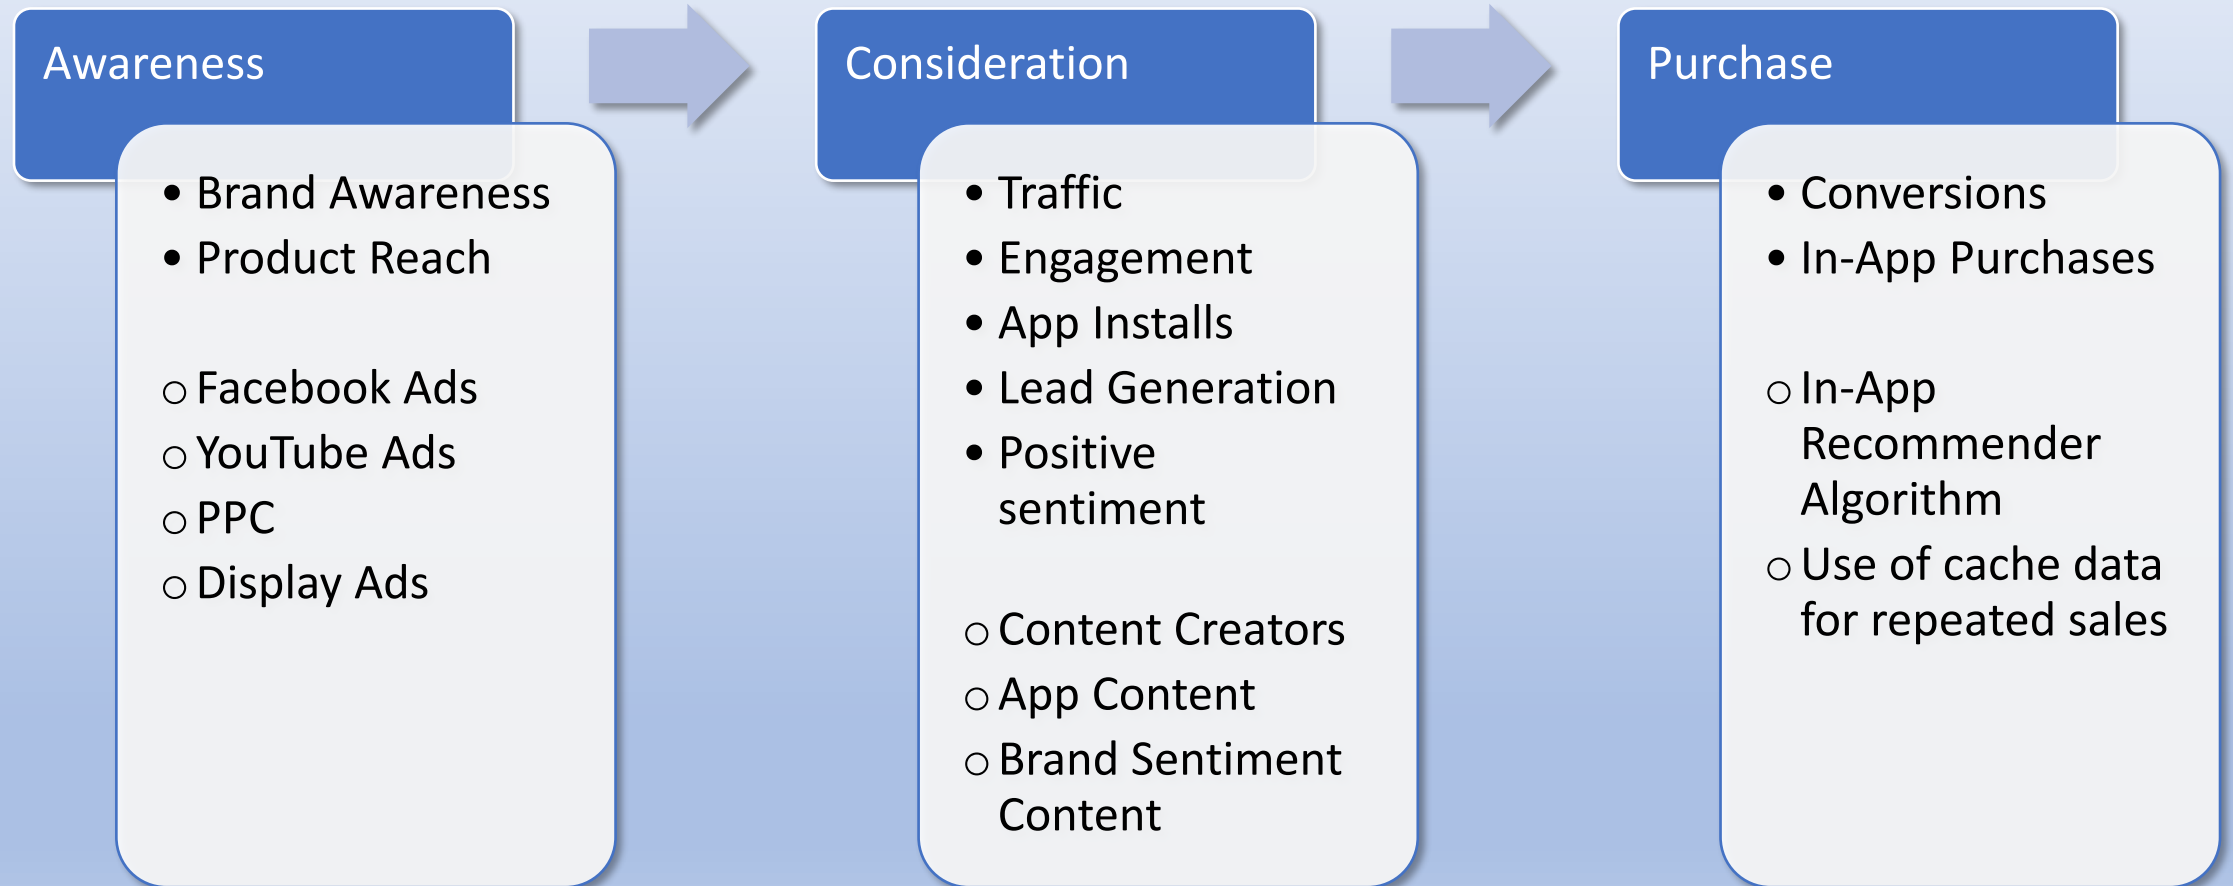 Awareness
• Brand Awareness
• Product Reach
○ Facebook Ads
○ YouTube Ads
○ PPC
○ Display Ads
Consideration
• Traffic
• Engagement
• App Installs
• Lead Generation
• Positive
sentiment
○ Content Creators
○ App Content
○ Brand Sentiment
Content
Purchase
• Conversions
• In-App Purchases
○ In-App
Recommender
Algorithm
○ Use of cache data
for repeated sales